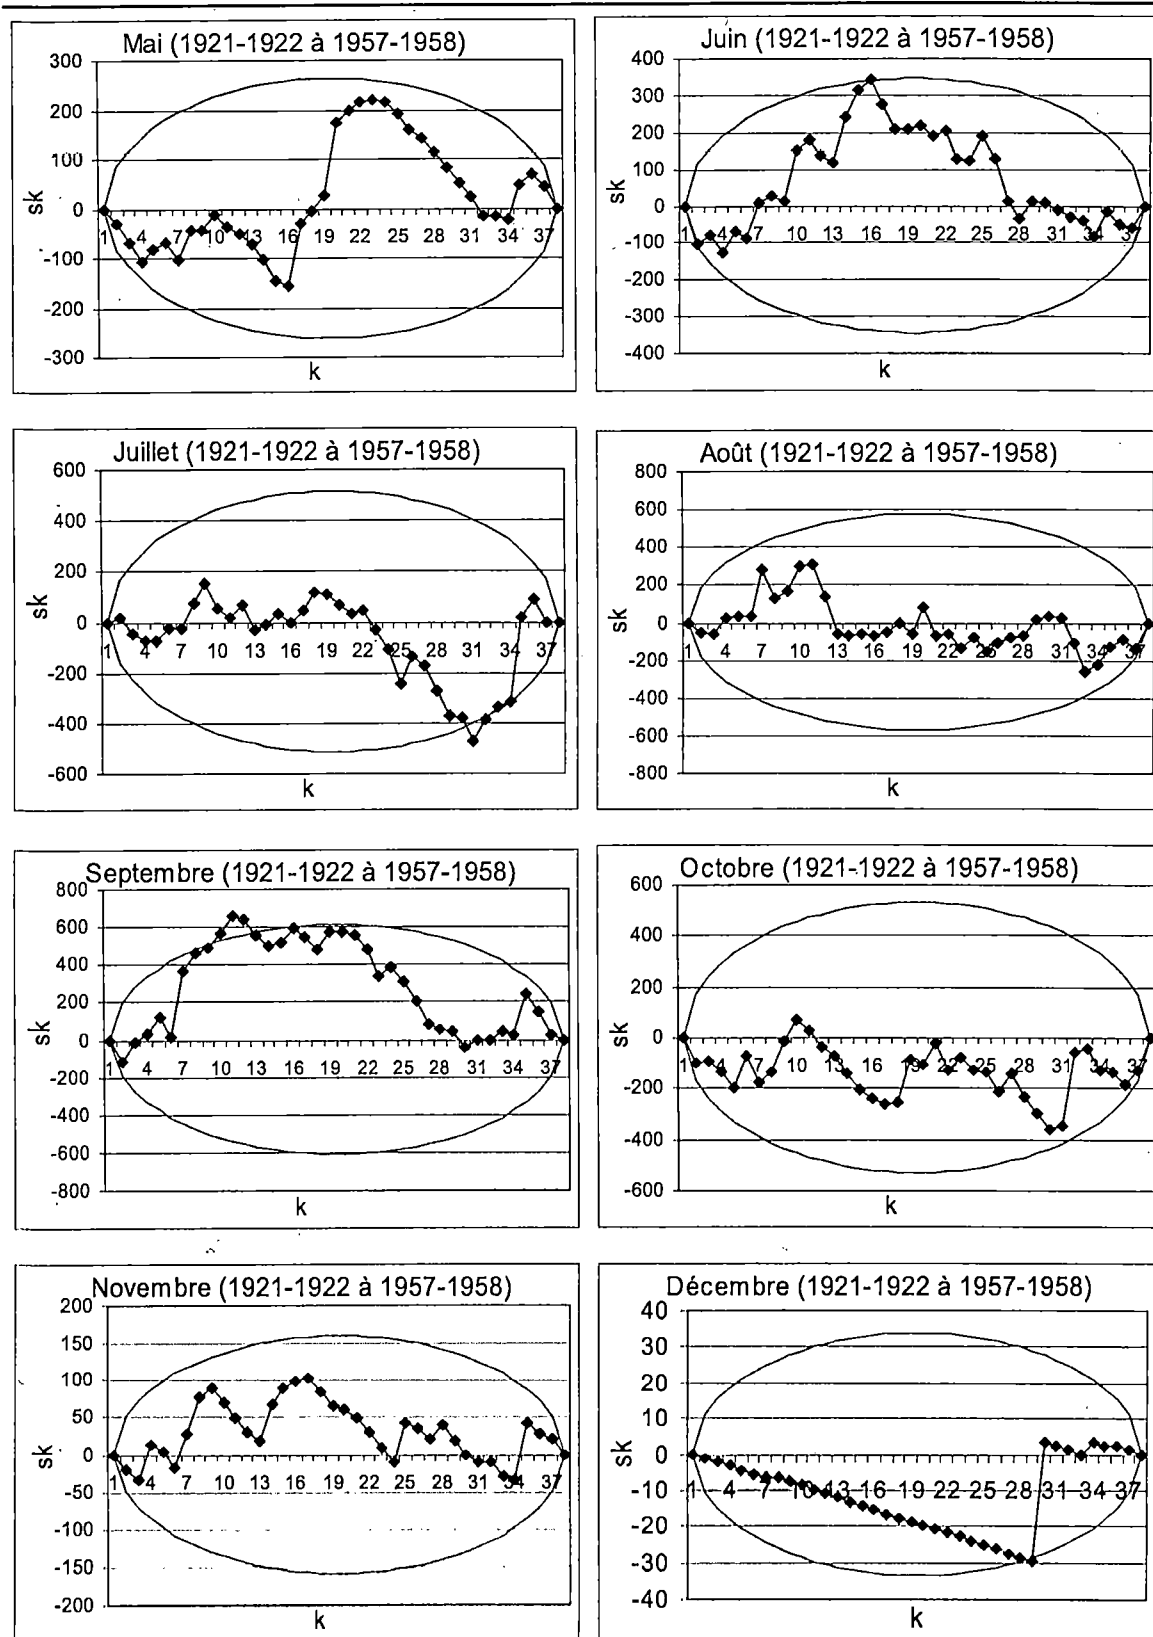 Mai (1921-1922 à 1957-1958)
300
200
100
0
-100
-200
-300
sk
1 4 7 10 13 16 19 22 25 28 31 34 37
k
Juin (1921-1922 à 1957-1958)
400
300
200
100
0
-100
-200
-300
-400
sk
1 4 7 10 13 16 19 22 25 28 31 34 37
k
Juillet (1921-1922 à 1957-1958)
600
400
200
0
-200
-400
-600
sk
1 4 7 10 13 16 19 22 25 28 31 34 37
k
Août (1921-1922 à 1957-1958)
800
600
400
200
0
-200
-400
-600
-800
sk
1 4 7 10 13 16 19 22 25 28 31 34 37
k
Septembre (1921-1922 à 1957-1958)
800
600
400
200
0
-200
-400
-600
-800
sk
1 4 7 10 13 16 19 22 25 28 31 34 37
k
Octobre (1921-1922 à 1957-1958)
600
400
200
0
-200
-400
-600
sk
1 4 7 10 13 16 19 22 25 28 31 34 37
k
Novembre (1921-1922 à 1957-1958)
200
150
100
50
0
-50
-100
-150
-200
sk
1 4 7 10 13 16 19 22 25 28 31 34 37
k
Décembre (1921-1922 à 1957-1958)
40
30
20
10
0
-10
-20
-30
-40
sk
1 4 7 10 13 16 19 22 25 28 31 34 37
k